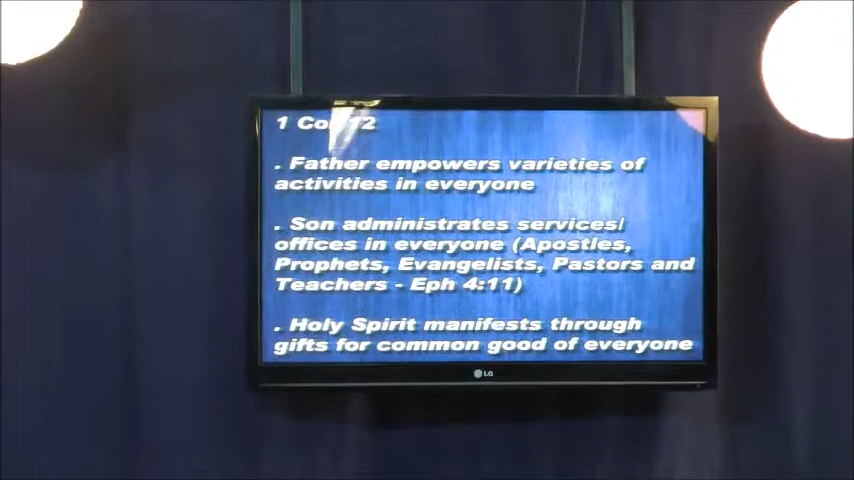 1 Cor 12
. Father empowers varieties of
activities in everyone
. Son administrates services/
offices in everyone (Apostles,
Prophets, Evangelists, Pastors and
Teachers - Eph 4:11)
. Holy Spirit manifests through
gifts for common good of everyone
LG